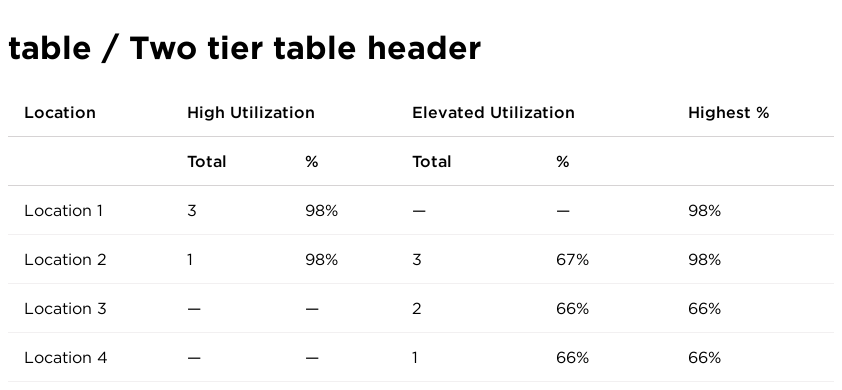 table / Two tier table header
Location High Utilization Elevated Utilization Highest %
Total % Total %
Location 1 3 98% — — 98%
Location 2 1 98% 3 67% 98%
Location 3 — — 2 66% 66%
Location 4 — — 1 66% 66%